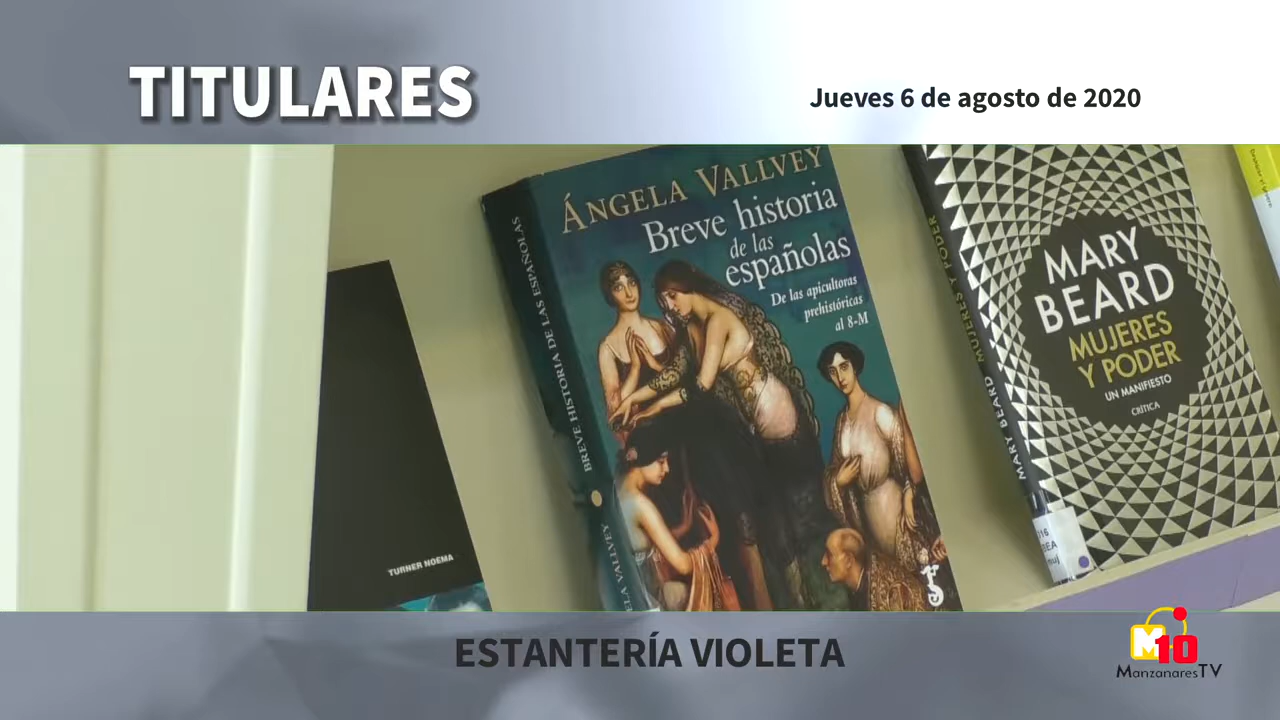 TITULARES
Jueves 6 de agosto de 2020
ÁNGELA VALLVEY
Breve historia
de las
españolas
De las apicultoras
prehistóricas
al 8-M
BREVE HISTORIA DE LAS ESPAÑOLAS
ELA VALLVEY
MARY
BEARD
MUJERES
Y PODER
UN MANIFIESTO
CRÍTICA
MARY BEARD MUJERES Y PODER
TURNER NOEMA
ESTANTERÍA VIOLETA
M10
ManzanaresTV